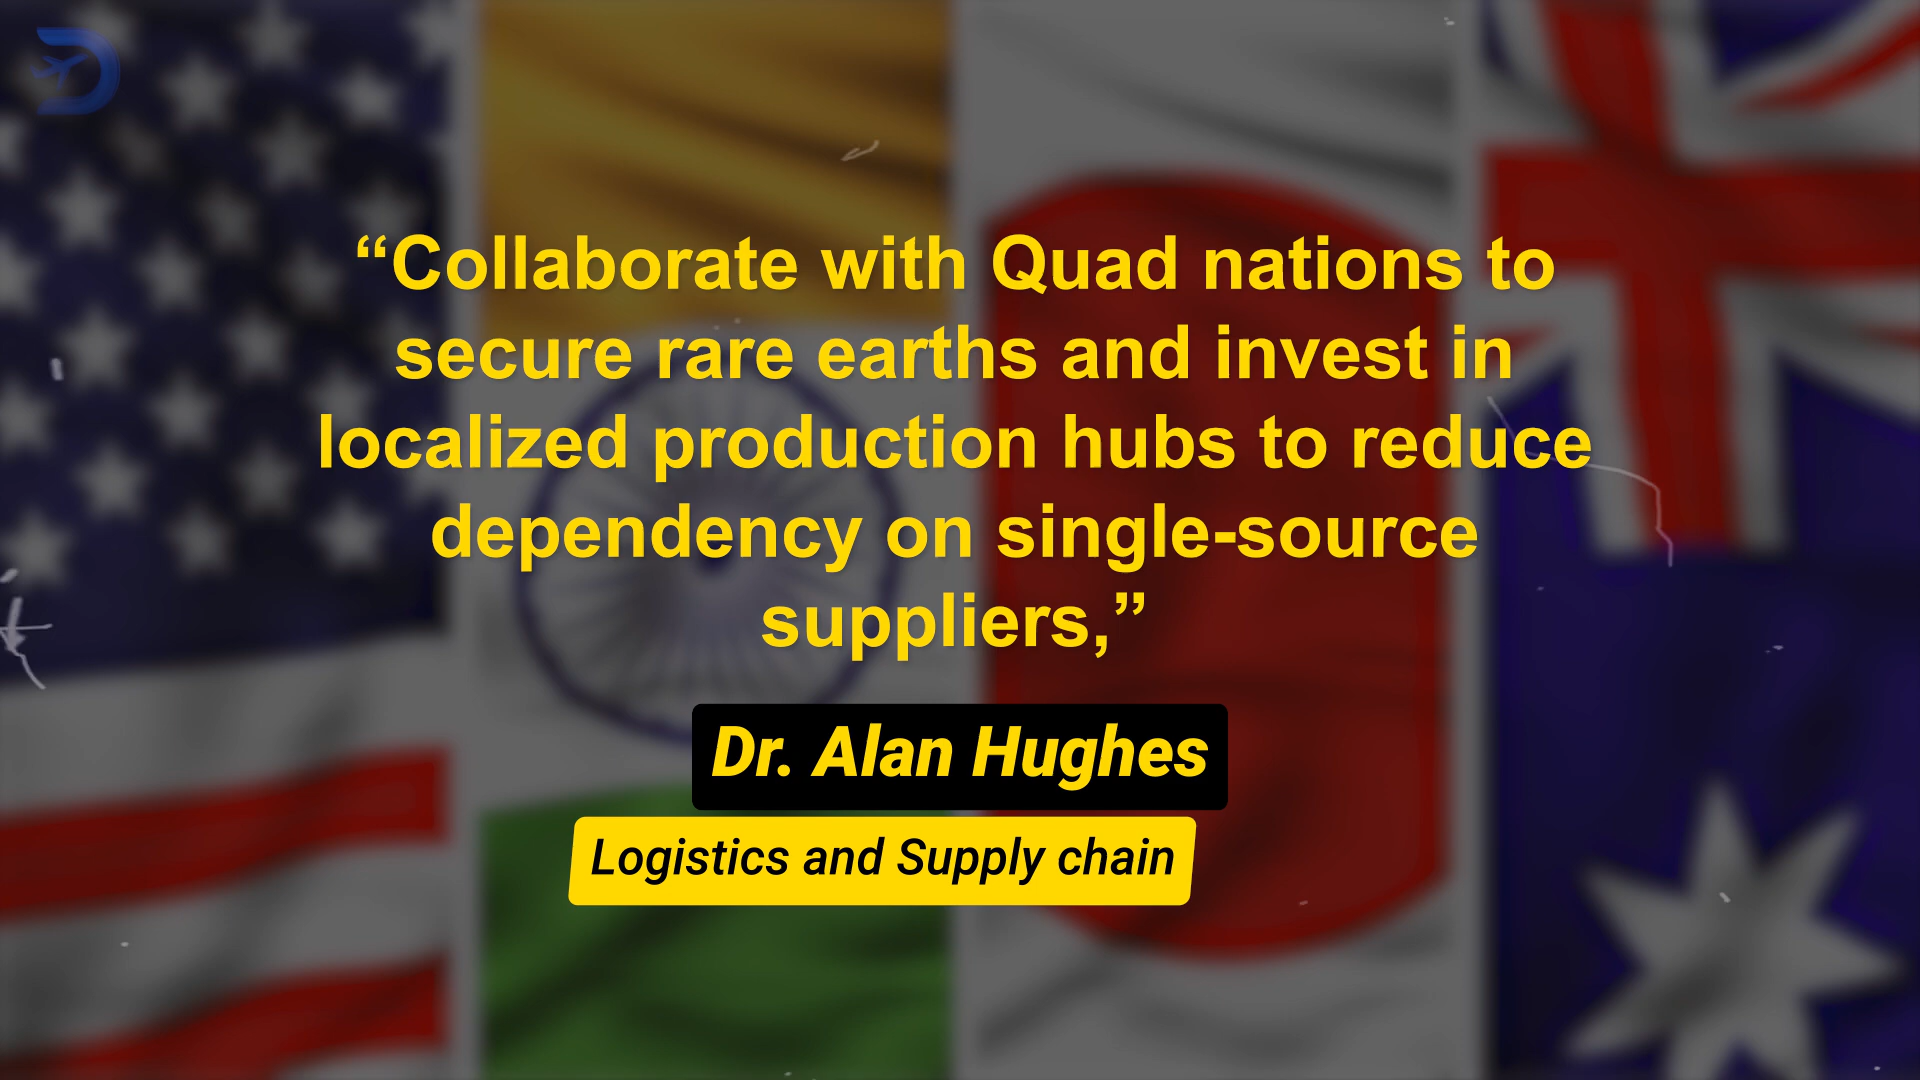 “Collaborate with Quad nations to
secure rare earths and invest in
localized production hubs to reduce
dependency on single-source
suppliers,”
Dr. Alan Hughes
Logistics and Supply chain